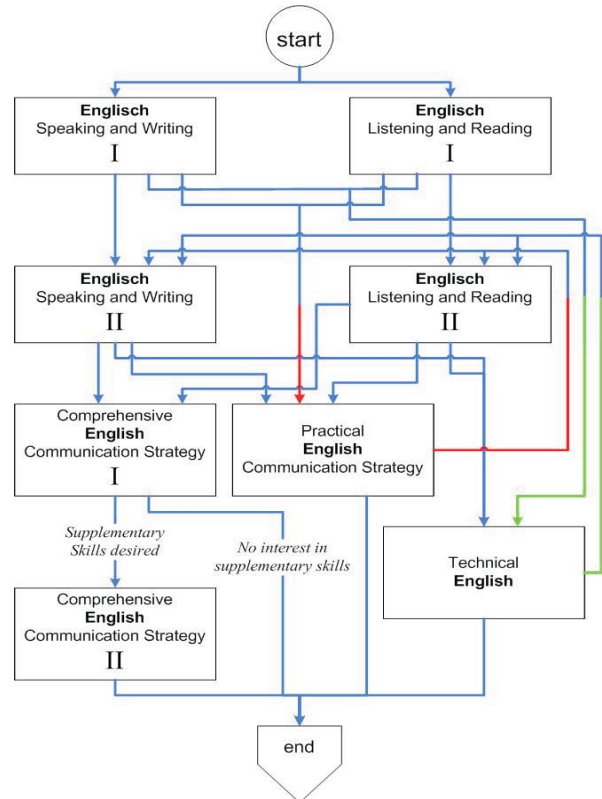 start
Englisch
Speaking and Writing
I
Englisch
Listening and Reading
I
Englisch
Speaking and Writing
II
Englisch
Listening and Reading
II
Comprehensive
English
Communication Strategy
I
Practical
English
Communication Strategy
Supplementary
Skills desired
No interest in
supplementary skills
Technical
English
Comprehensive
English
Communication Strategy
II
end